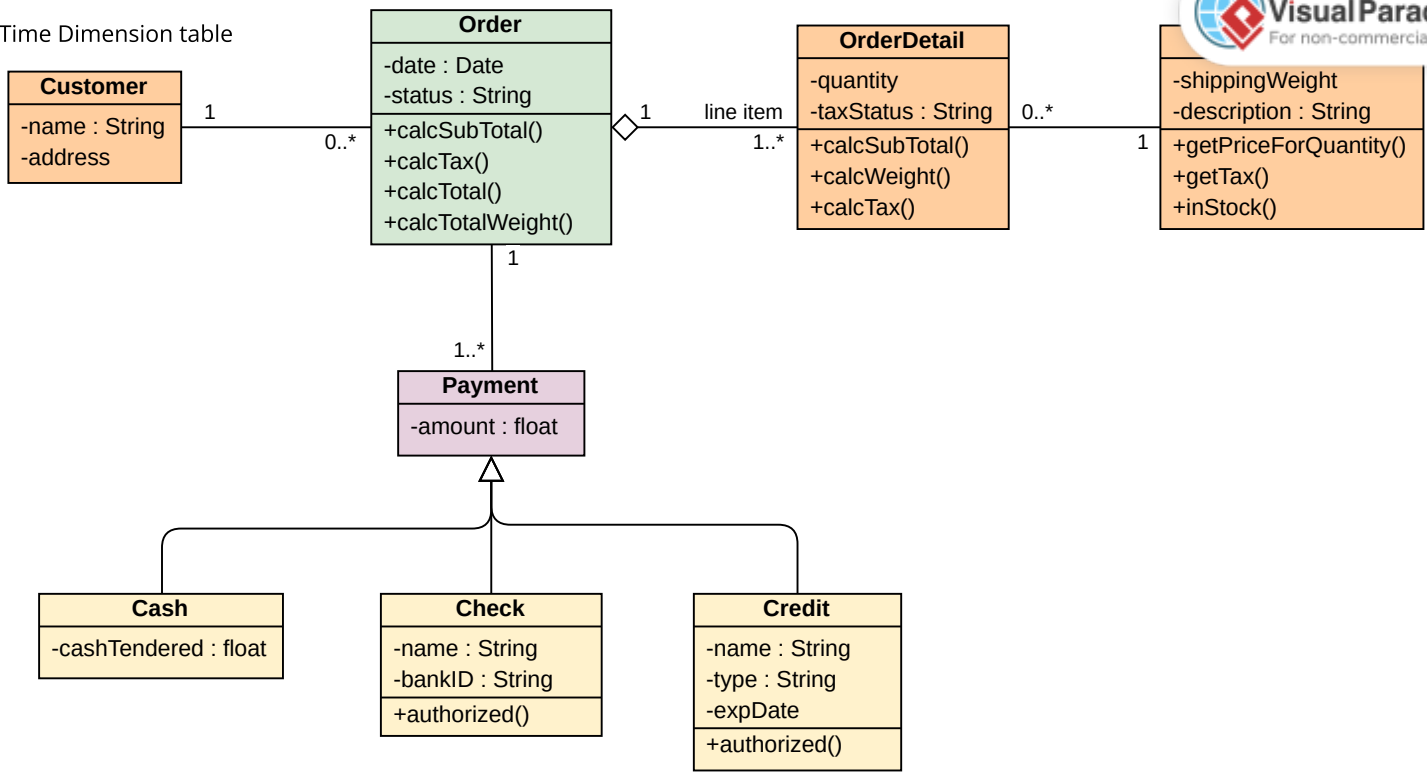 Time Dimension table
Customer
-name : String
-address
1
0..*
Order
-date : Date
-status : String
+calcSubTotal()
+calcTax()
+calcTotal()
+calcTotalWeight()
1
line item
1..*
OrderDetail
-quantity
-taxStatus : String
+calcSubTotal()
+calcWeight()
+calcTax()
0..*
1
-shippingWeight
-description : String
+getPriceForQuantity()
+getTax()
+inStock()
For non-commercia
1
1..*
Payment
-amount : float
Cash
-cashTendered : float
Check
-name : String
-bankID : String
+authorized()
Credit
-name : String
-type : String
-expDate
+authorized()